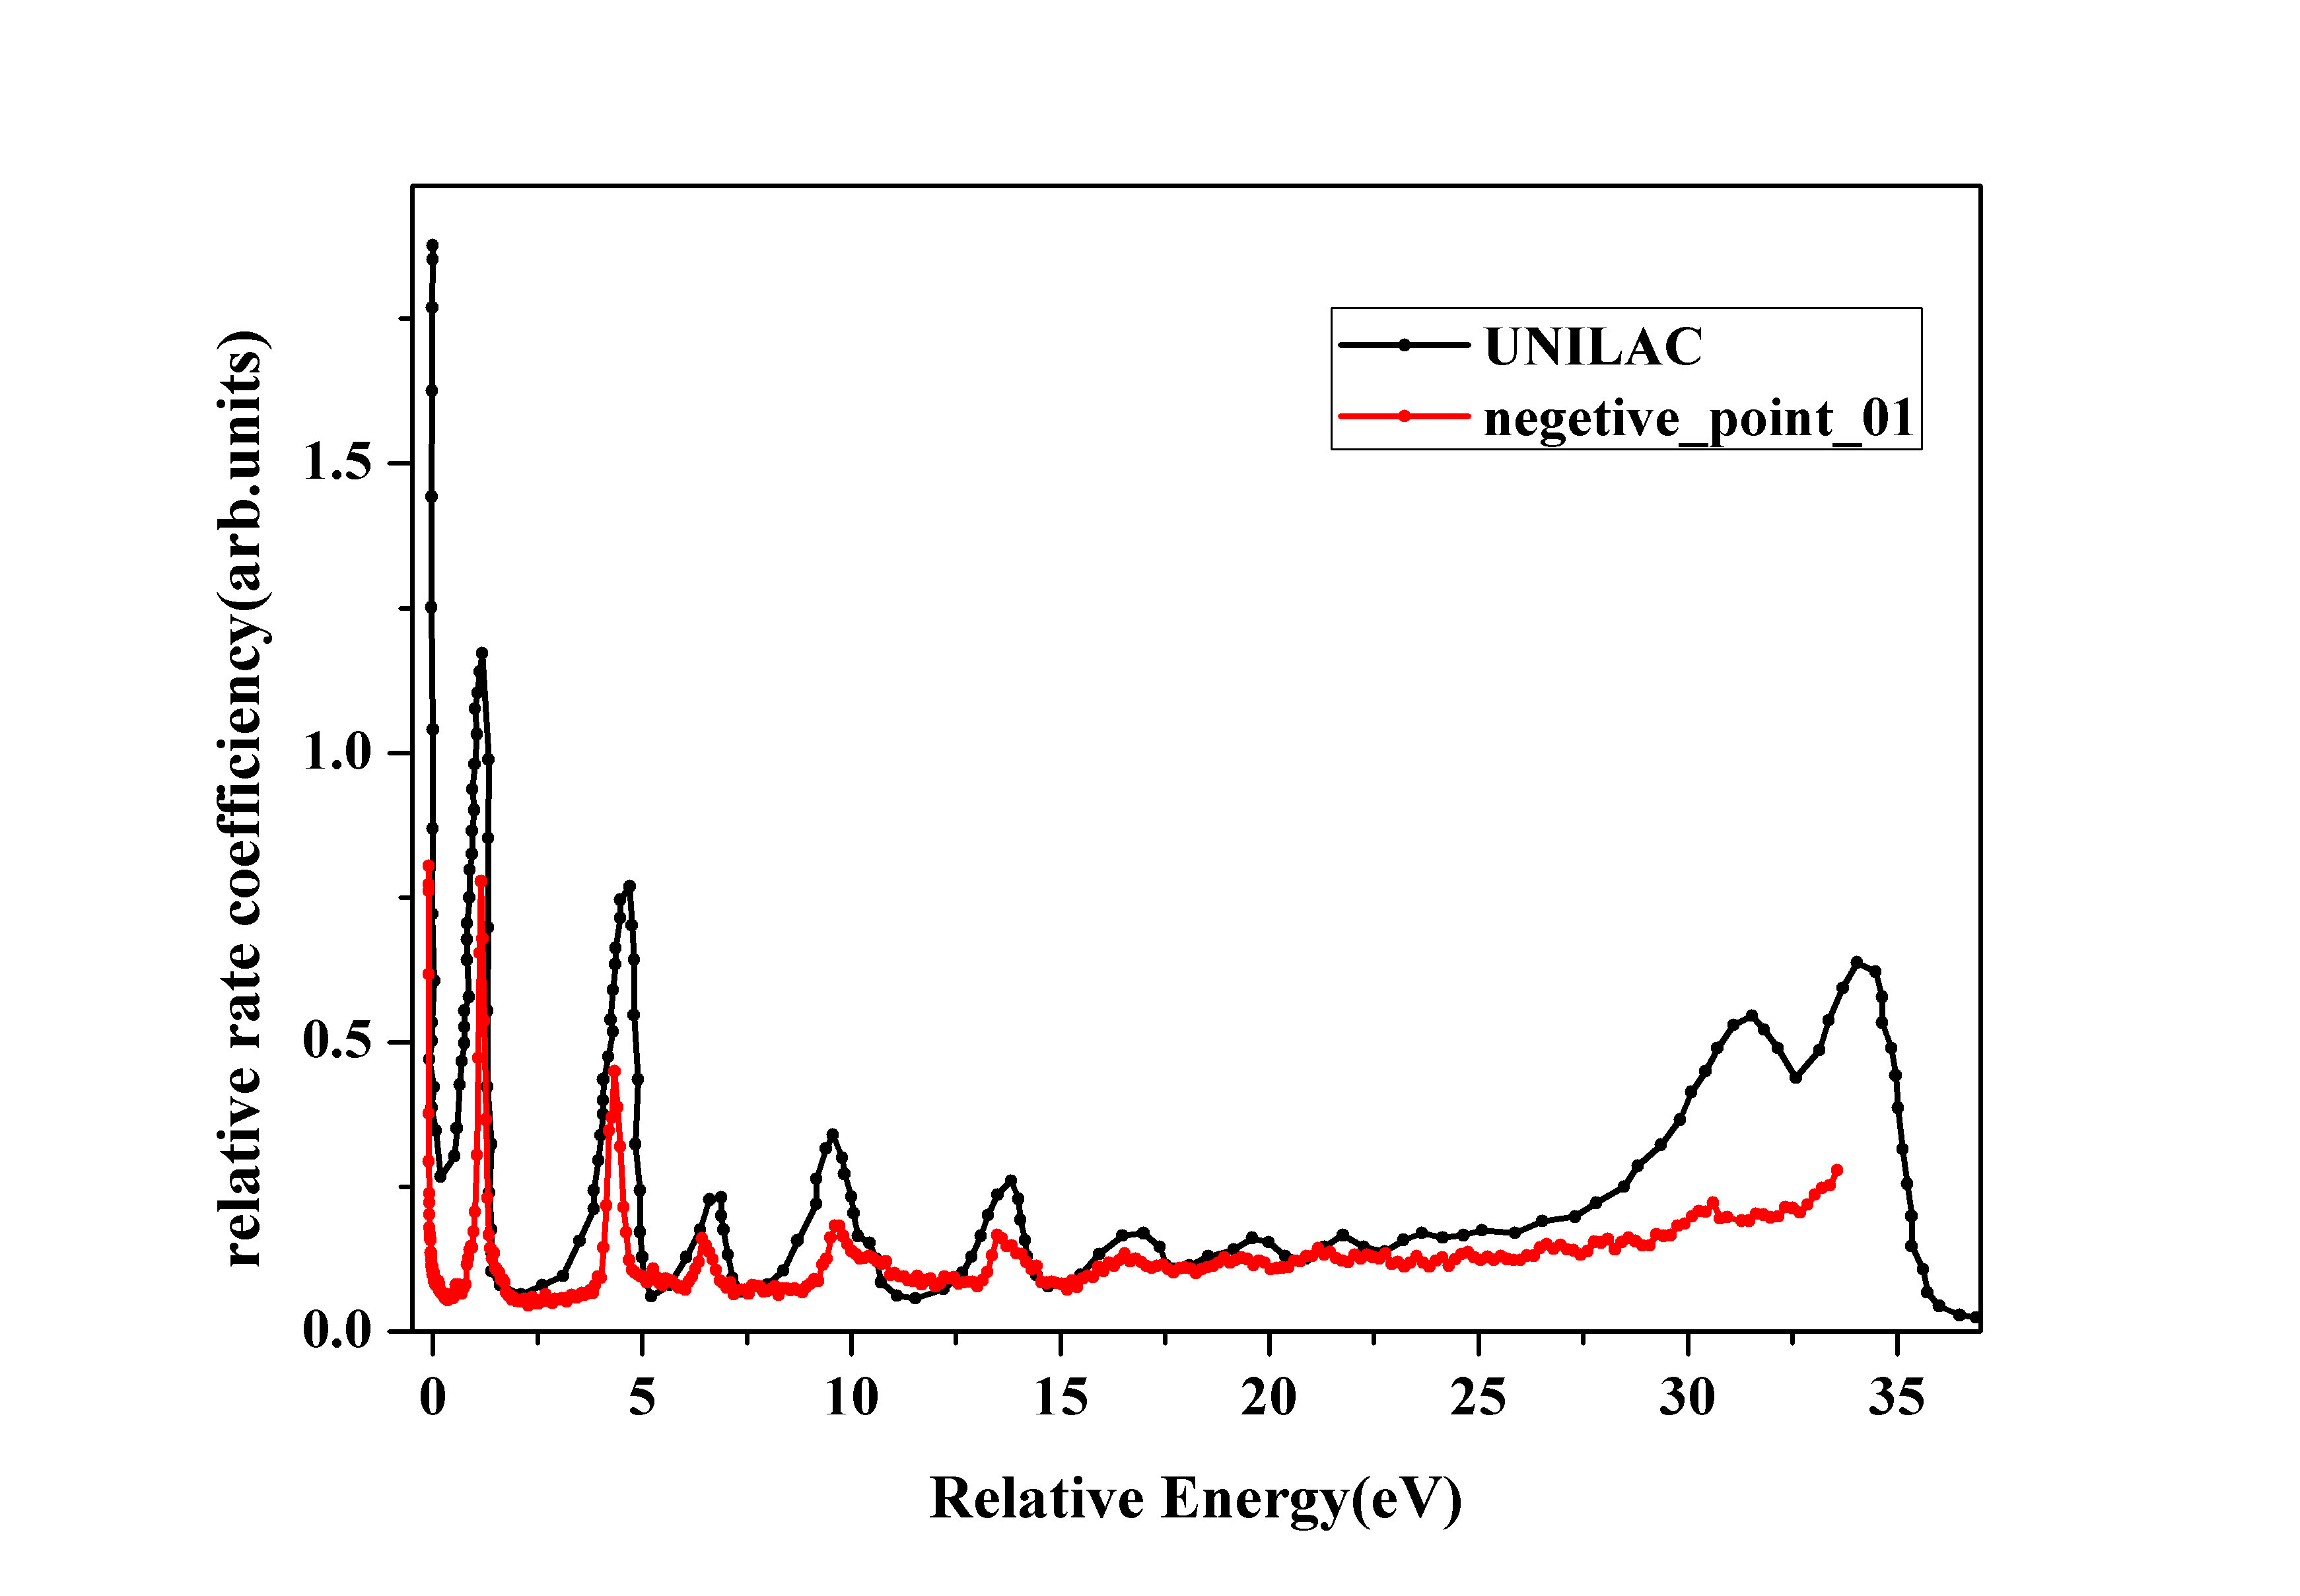 UNILAC
negetive_point_01
relative rate coefficiency(arb.units)
1.5
1.0
0.5
0.0
0 5 10 15 20 25 30 35
Relative Energy(eV)